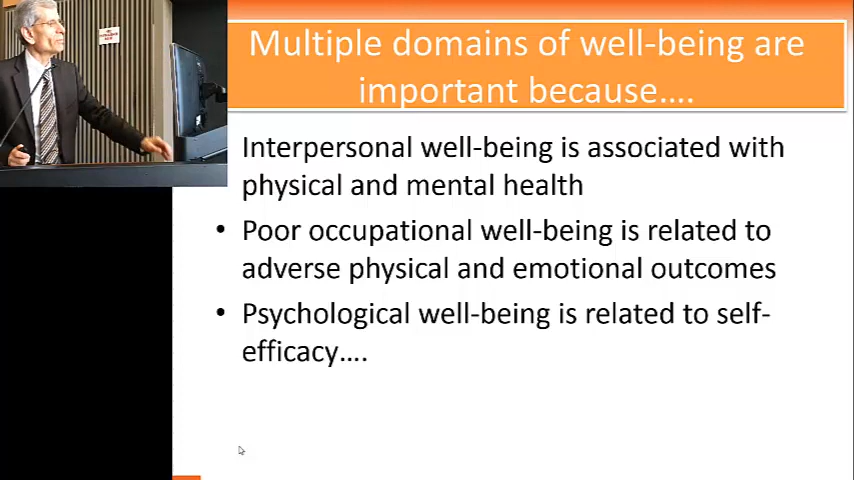 Multiple domains of well-being are
important because….
Interpersonal well-being is associated with
physical and mental health
• Poor occupational well-being is related to
adverse physical and emotional outcomes
• Psychological well-being is related to self-
efficacy….